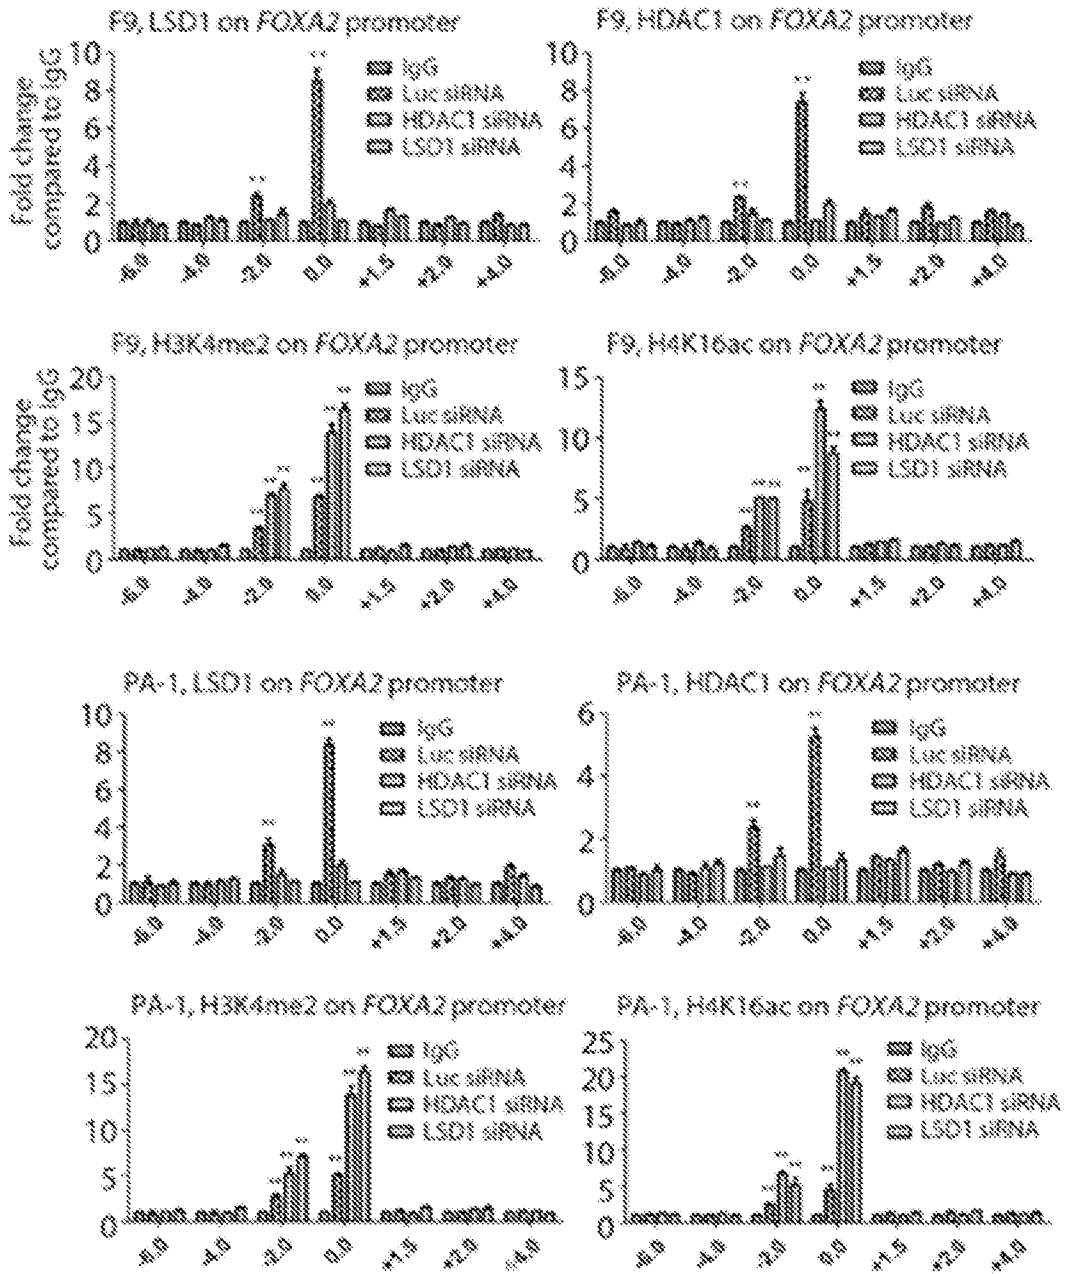 F9, LSD1 on FOXA2 promoter
Fold change
compared to IgG
10
8
6
4
2
0
IgG
Luc siRNA
HDAC1 siRNA
LSD1 siRNA
-6.0 -4.0 -2.0 0.0 +1.5 +2.0 +4.0
F9, HDAC1 on FOXA2 promoter
10
8
6
4
2
0
IgG
Luc siRNA
HDAC1 siRNA
LSD1 siRNA
-6.0 -4.0 -2.0 0.0 +1.5 +2.0 +4.0
F9, H3K4me2 on FOXA2 promoter
Fold change
compared to IgG
20
15
10
5
0
IgG
Luc siRNA
HDAC1 siRNA
LSD1 siRNA
-6.0 -4.0 -2.0 0.0 +1.5 +2.0 +4.0
F9, H4K16ac on FOXA2 promoter
15
10
5
0
IgG
Luc siRNA
HDAC1 siRNA
LSD1 siRNA
-6.0 -4.0 -2.0 0.0 +1.5 +2.0 +4.0
PA-1, LSD1 on FOXA2 promoter
10
8
6
4
2
0
IgG
Luc siRNA
HDAC1 siRNA
LSD1 siRNA
-6.0 -4.0 -2.0 0.0 +1.5 +2.0 +4.0
PA-1, HDAC1 on FOXA2 promoter
6
4
2
0
IgG
Luc siRNA
HDAC1 siRNA
LSD1 siRNA
-6.0 -4.0 -2.0 0.0 +1.5 +2.0 +4.0
PA-1, H3K4me2 on FOXA2 promoter
20
15
10
5
0
IgG
Luc siRNA
HDAC1 siRNA
LSD1 siRNA
-6.0 -4.0 -2.0 0.0 +1.5 +2.0 +4.0
PA-1, H4K16ac on FOXA2 promoter
25
20
15
10
5
0
IgG
Luc siRNA
HDAC1 siRNA
LSD1 siRNA
-6.0 -4.0 -2.0 0.0 +1.5 +2.0 +4.0